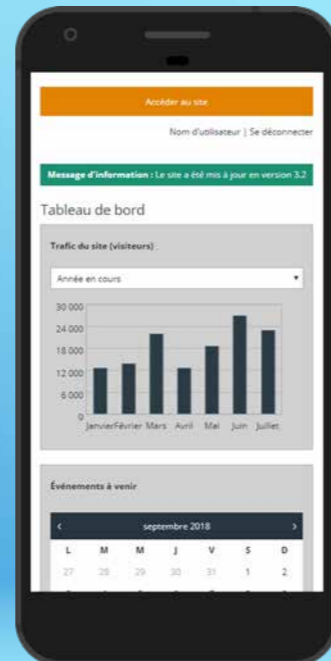 Accéder au site
Nom d'utilisateur | Se déconnecter
Message d'information : Le site a été mis à jour en version 3.2
Tableau de bord
Trafic du site (visiteurs)
Année en cours
30 000
24 000
18 000
12 000
6 000
0
Janvier Février Mars Avril Mai Juin Juillet
Événements à venir
< septembre 2018 >
L M M J V S D
27 28 29 30 31 1 2